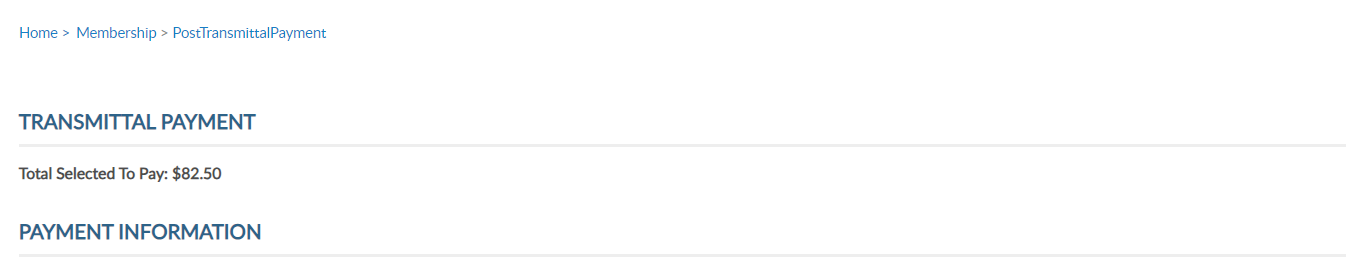 Home > Membership > PostTransmittalPayment
TRANSMITTAL PAYMENT
Total Selected To Pay: $82.50
PAYMENT INFORMATION